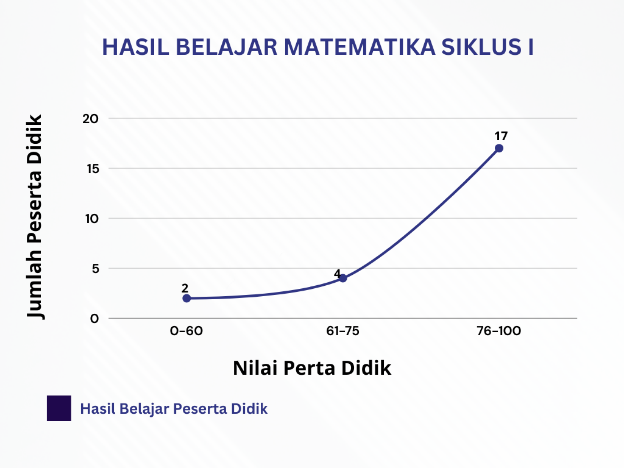 HASIL BELAJAR MATEMATIKA SIKLUS I
Jumlah Peserta Didik
20
15
10
5
0
2
4
17
0-60
61-75
76-100
Nilai Perta Didik
Hasil Belajar Peserta Didik